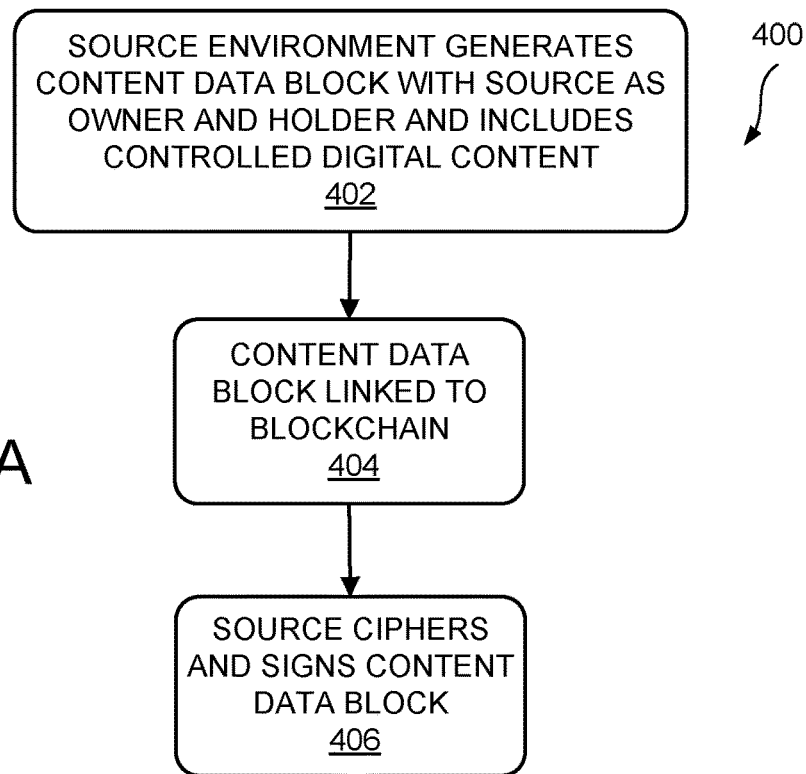 SOURCE ENVIRONMENT GENERATES
CONTENT DATA BLOCK WITH SOURCE AS
OWNER AND HOLDER AND INCLUDES
CONTROLLED DIGITAL CONTENT
402
400
CONTENT DATA
BLOCK LINKED TO
BLOCKCHAIN
404
A
SOURCE CIPHERS
AND SIGNS CONTENT
DATA BLOCK
406